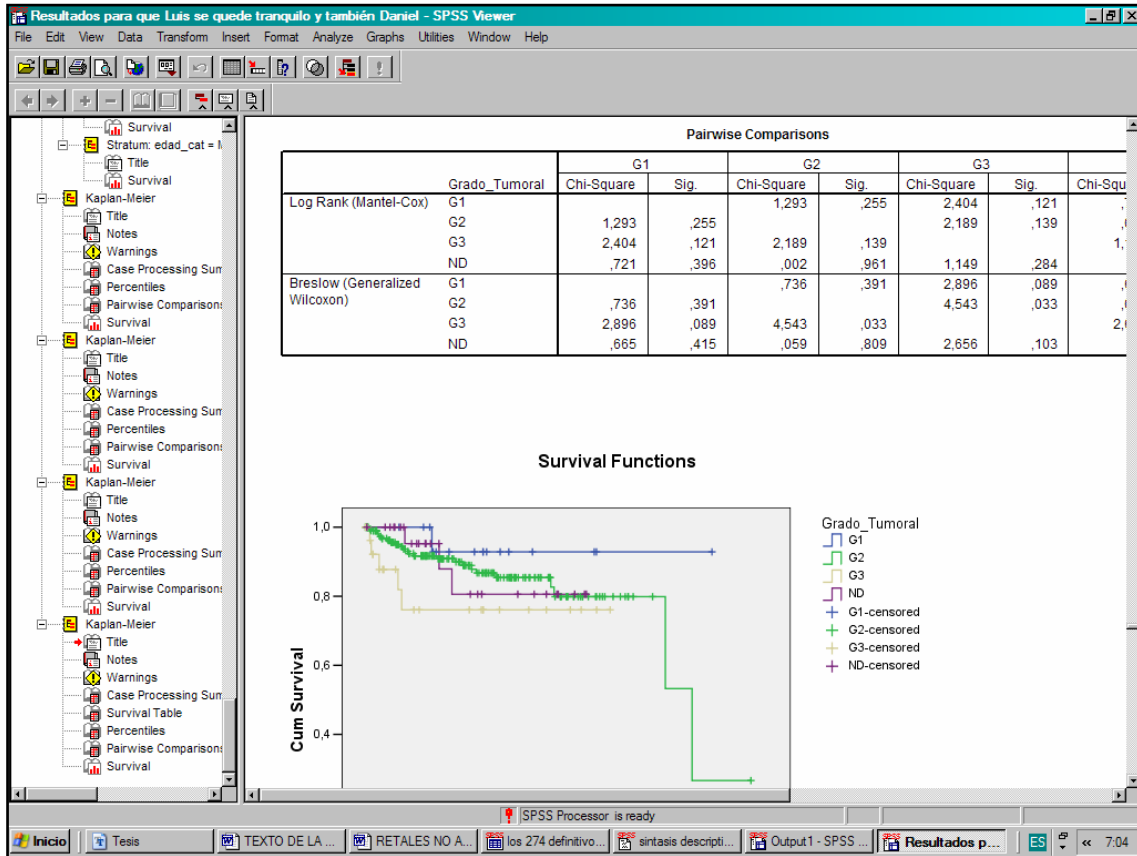 Resultados para que Luis se quede tranquilo y también Daniel - SPSS Viewer
File Edit View Data Transform Insert Format Analyze Graphs Utilities Window Help
Survival
Stratum: edad_cat =
Title
Survival
Kaplan-Meier
Title
Notes
Warnings
Case Processing Sum
Percentiles
Pairwise Comparisons
Survival
Kaplan-Meier
Title
Notes
Warnings
Case Processing Sum
Percentiles
Pairwise Comparisons
Survival
Kaplan-Meier
Title
Notes
Warnings
Case Processing Sum
Percentiles
Pairwise Comparisons
Survival
Kaplan-Meier
Title
Notes
Warnings
Case Processing Sum
Survival Table
Percentiles
Pairwise Comparisons
Survival
Pairwise Comparisons
G1 G2 G3
Grado_Tumoral Chi-Square Sig. Chi-Square Sig. Chi-Square Sig. Chi-Squ
Log Rank (Mantel-Cox) G1 1,293 ,255 2,404 ,121
G2 1,293 ,255 2,189 ,139
G3 2,404 ,121 2,189 ,139 1,
ND ,721 ,396 ,002 ,961 1,149 ,284
Breslow (Generalized Wilcoxon) G1 ,736 ,391 2,896 ,089
G2 ,736 ,391 4,543 ,033
G3 2,896 ,089 4,543 ,033 2,
ND ,665 ,415 ,059 ,809 2,656 ,103
Survival Functions
Cum Survival
1,0
0,8
0,6
0,4
Grado_Tumoral
G1
G2
G3
ND
G1-censored
G2-censored
G3-censored
ND-censored
SPSS Processor is ready
Inicio Tesis TEXTO DE LA ... RETALES NO A... los 274 definitivo... sintasis descripti... Output1 - SPSS ... Resultados p... ES « 7:04